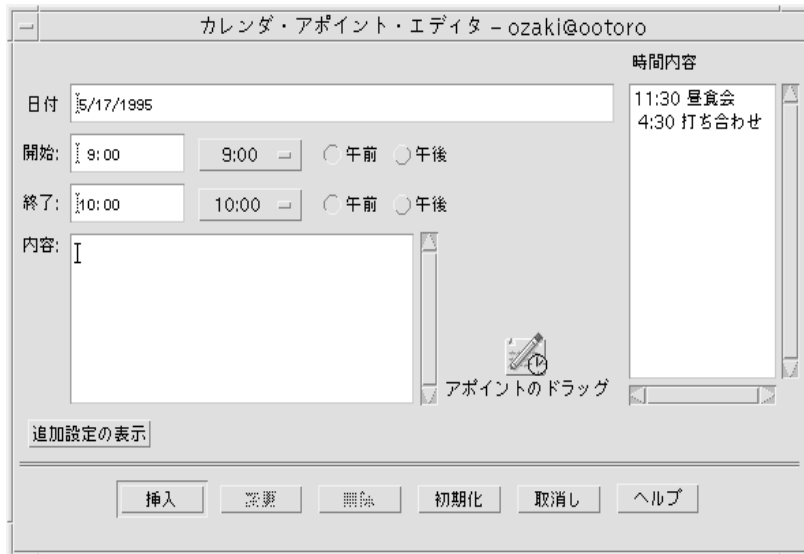 カレンダ・アポイント・エディタ – ozaki@ootoro
時間内容
日付 5/17/1995
11:30 昼食会
4:30 打ち合わせ
開始: 9:00 9:00 午前 午後
終了: 10:00 10:00 午前 午後
内容:
アポイントのドラッグ
追加設定の表示
挿入 変更 削除 初期化 取消し ヘルプ